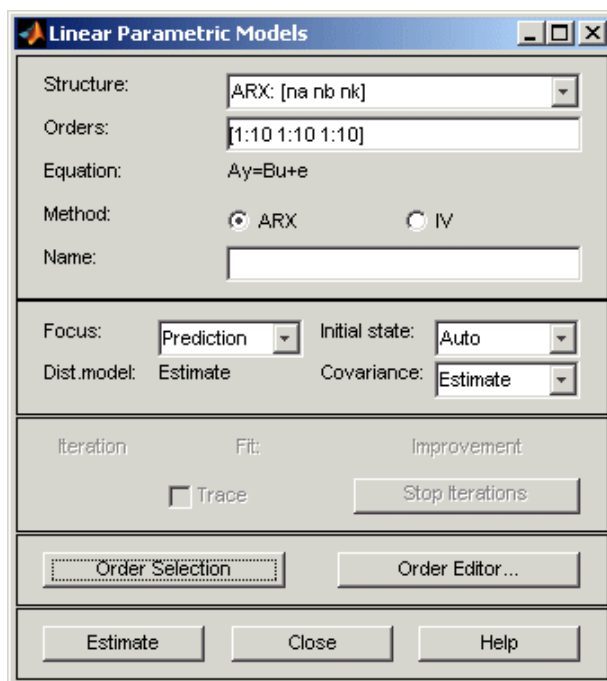 Linear Parametric Models
Structure: ARX: [na nb nk]
Orders: [1:10 1:10 1:10]
Equation: Ay=Bu+e
Method: ARX IV
Name:
Focus: Prediction Initial state: Auto
Dist.model: Estimate Covariance: Estimate
Iteration Fit: Improvement
Trace Stop Iterations
Order Selection Order Editor...
Estimate Close Help